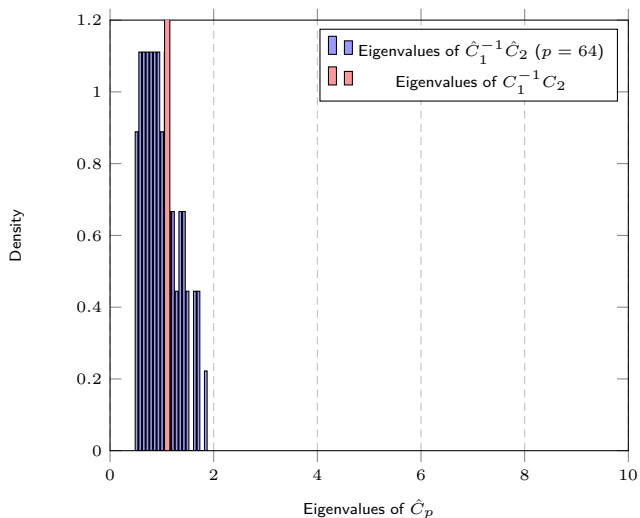 1.2
1
0.8
0.6
0.4
0.2
0
Density
Eigenvalues of Ĉ₁⁻¹Ĉ₂ (p = 64)
Eigenvalues of C₁⁻¹C₂
0 2 4 6 8 10
Eigenvalues of Ĉₚ